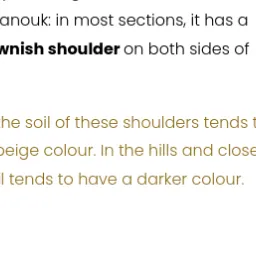 anouk: in most sections, it has a
wnish shoulder on both sides of
the soil of these shoulders tends t
beige colour. In the hills and close
l tends to have a darker colour.